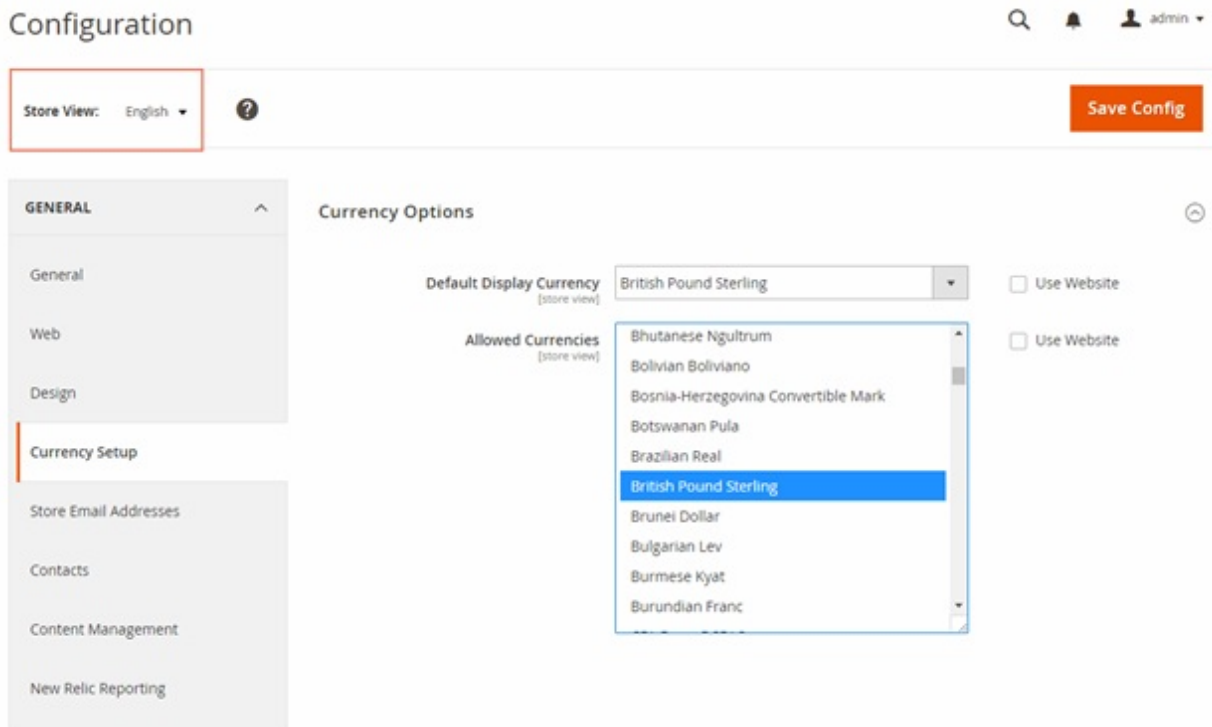 Configuration
admin
Store View: English
Save Config
GENERAL
General
Web
Design
Currency Setup
Store Email Addresses
Contacts
Content Management
New Relic Reporting
Currency Options
Default Display Currency
[store view]
British Pound Sterling
Use Website
Allowed Currencies
[store view]
Bhutanese Ngultrum
Bolivian Boliviano
Bosnia-Herzegovina Convertible Mark
Botswanan Pula
Brazilian Real
British Pound Sterling
Brunei Dollar
Bulgarian Lev
Burmese Kyat
Burundian Franc
Use Website